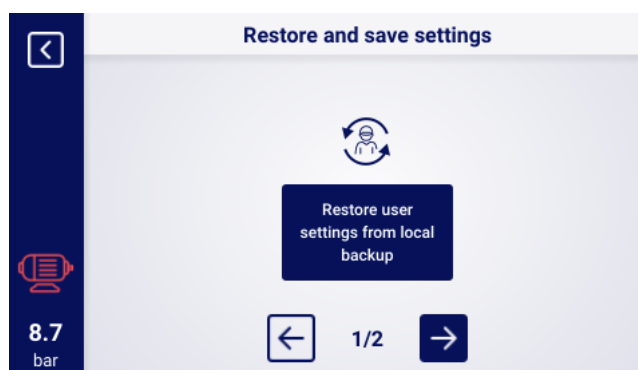 Restore and save settings
Restore user
settings from local
backup
8.7
bar
1/2